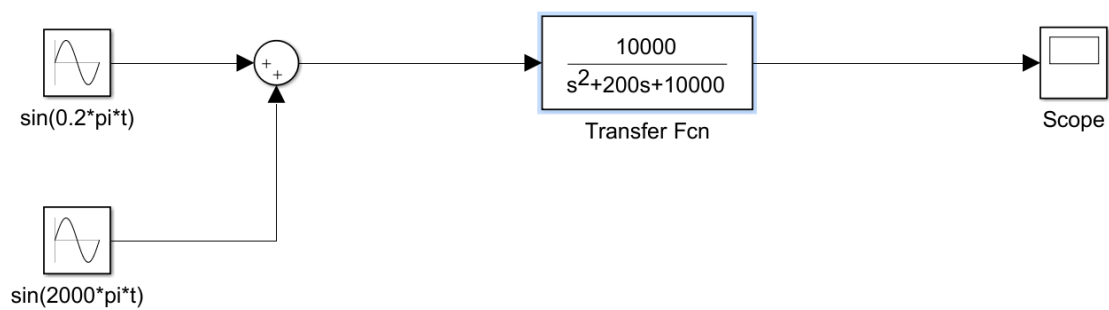 sin(0.2*pi*t)
+
+
10000
s2+200s+10000
Transfer Fcn
Scope
sin(2000*pi*t)